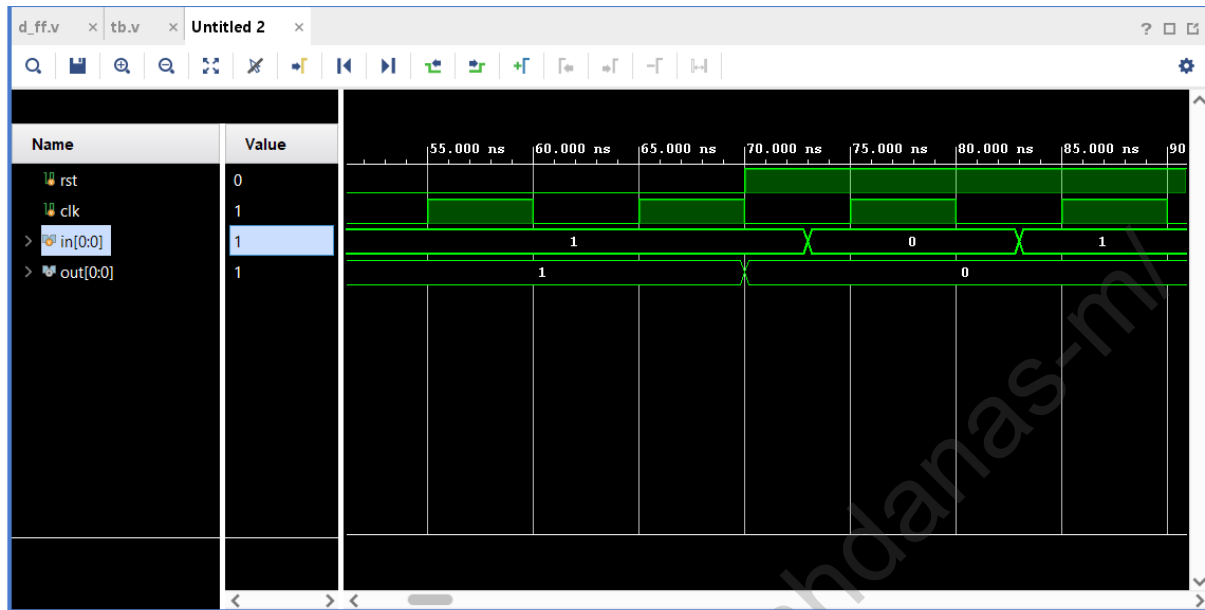 d_ff.v × tb.v × Untitled 2 × ?
Name Value
55.000 ns 60.000 ns 65.000 ns 70.000 ns 75.000 ns 80.000 ns 85.000 ns 90
rst 0
clk 1
in[0:0] 1 1 0 1
out[0:0] 1 1 0
hdanas-m/